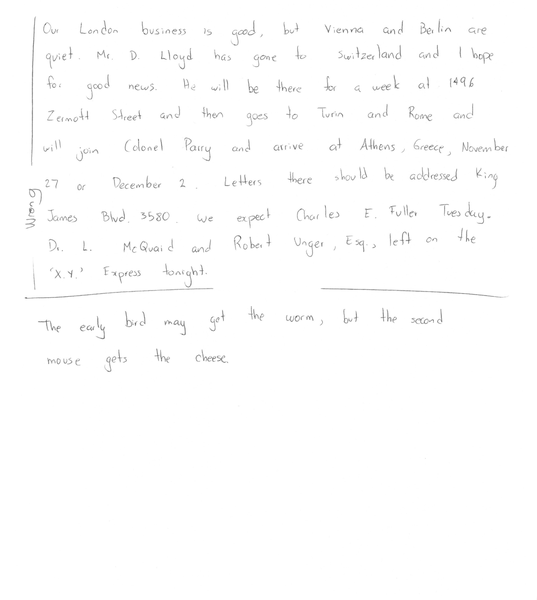 Our London business is good, but Vienna and Berlin are
quiet. Mr. D. Lloyd has gone to Switzerland and I hope
for good news. He will be there for a week at 1496
Zermott Street and then goes to Turin and Rome and
will join Colonel Parry and arrive at Athens, Greece, November
27 or December 2. Letters there should be addressed King
James Blvd. 3580. We expect Charles E. Fuller Tuesday.
Dr. L. McQuaid and Robert Unger, Esq., left on the
"X.Y." Express tonight.
Wrong
The early bird may get the worm, but the second
mouse gets the cheese.